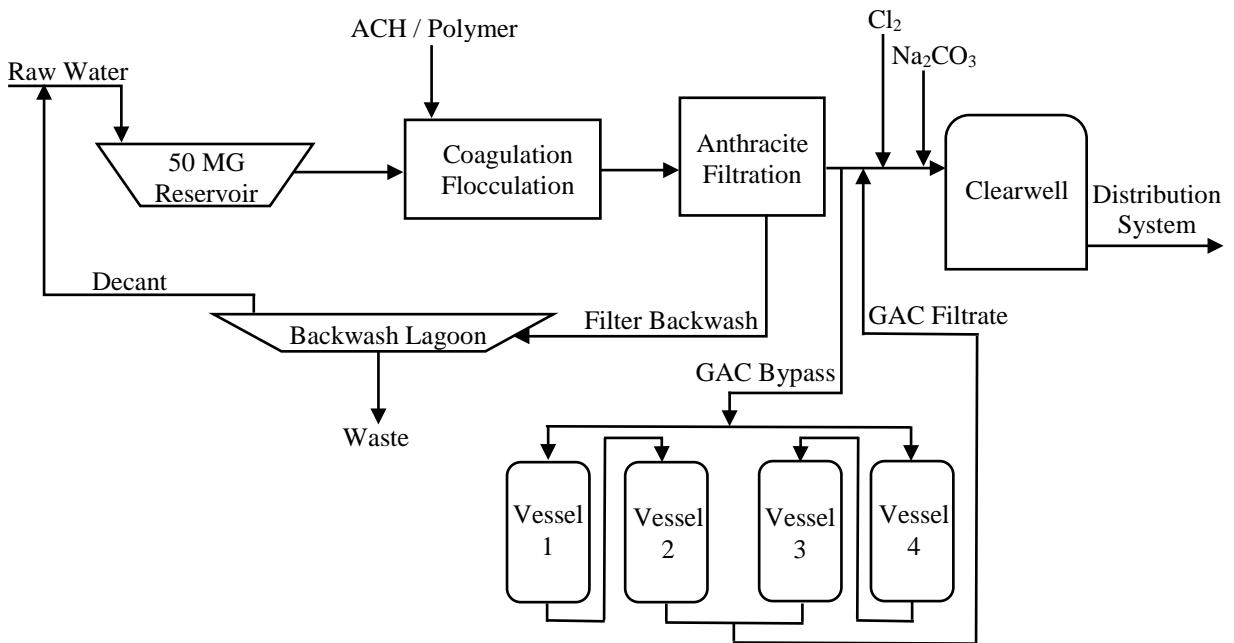 ACH / Polymer
Cl₂
Na₂CO₃
Raw Water
50 MG
Reservoir
Coagulation
Flocculation
Anthracite
Filtration
Clearwell
Distribution
System
Decant
Backwash Lagoon
Filter Backwash
GAC Filtrate
GAC Bypass
Waste
Vessel
1
Vessel
2
Vessel
3
Vessel
4